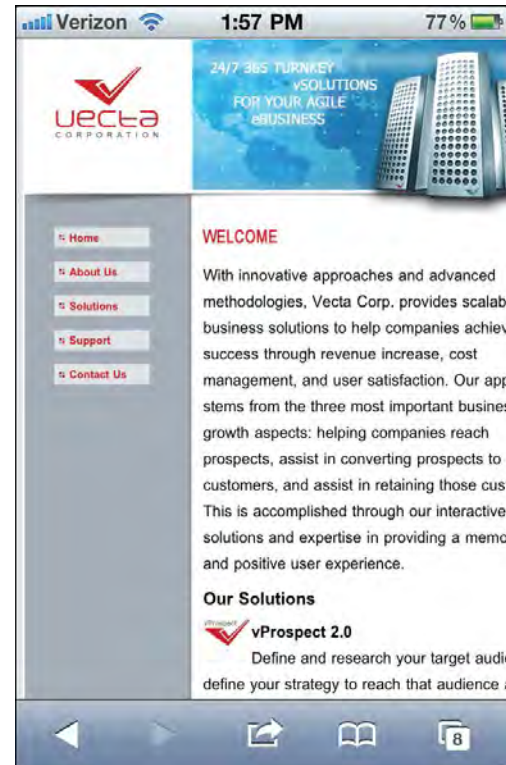 Verizon 1:57 PM 77%
vecta
CORPORATION
24/7 365 TURNKEY
vSOLUTIONS
FOR YOUR AGILE
eBUSINESS
Home
About Us
Solutions
Support
Contact Us
WELCOME
With innovative approaches and advanced
methodologies, Vecta Corp. provides scalab
business solutions to help companies achiev
success through revenue increase, cost
management, and user satisfaction. Our app
stems from the three most important busines
growth aspects: helping companies reach
prospects, assist in converting prospects to
customers, and assist in retaining those cust
This is accomplished through our interactive
solutions and expertise in providing a memo
and positive user experience.
Our Solutions
vProspect
vProspect 2.0
Define and research your target audie
define your strategy to reach that audience a
8